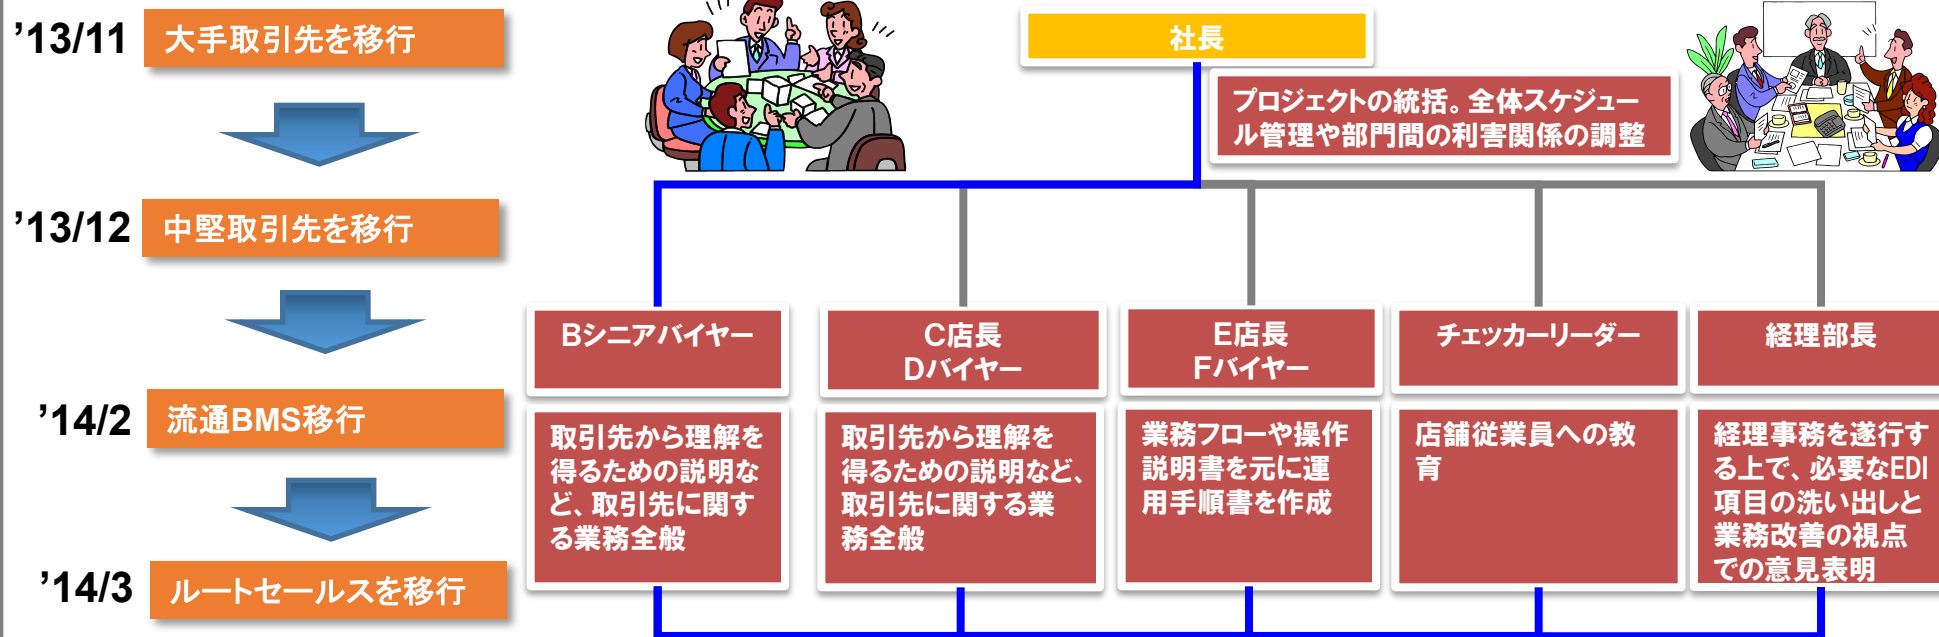 ’13/11
大手取引先を移行
’13/12
中堅取引先を移行
’14/2
流通BMS移行
’14/3
ルートセールスを移行
社長
プロジェクトの統括。全体スケジュー
ル管理や部門間の利害関係の調整
Bシニアバイヤー
取引先から理解を
得るための説明な
ど、取引先に関す
る業務全般
C店長
Dバイヤー
取引先から理解を
得るための説明など、
取引先に関する業
務全般
E店長
Fバイヤー
業務フローや操作
説明書を元に運
用手順書を作成
チェッカーリーダー
店舗従業員への教
育
経理部長
経理事務を遂行す
る上で、必要なEDI
項目の洗い出しと
業務改善の視点
での意見表明